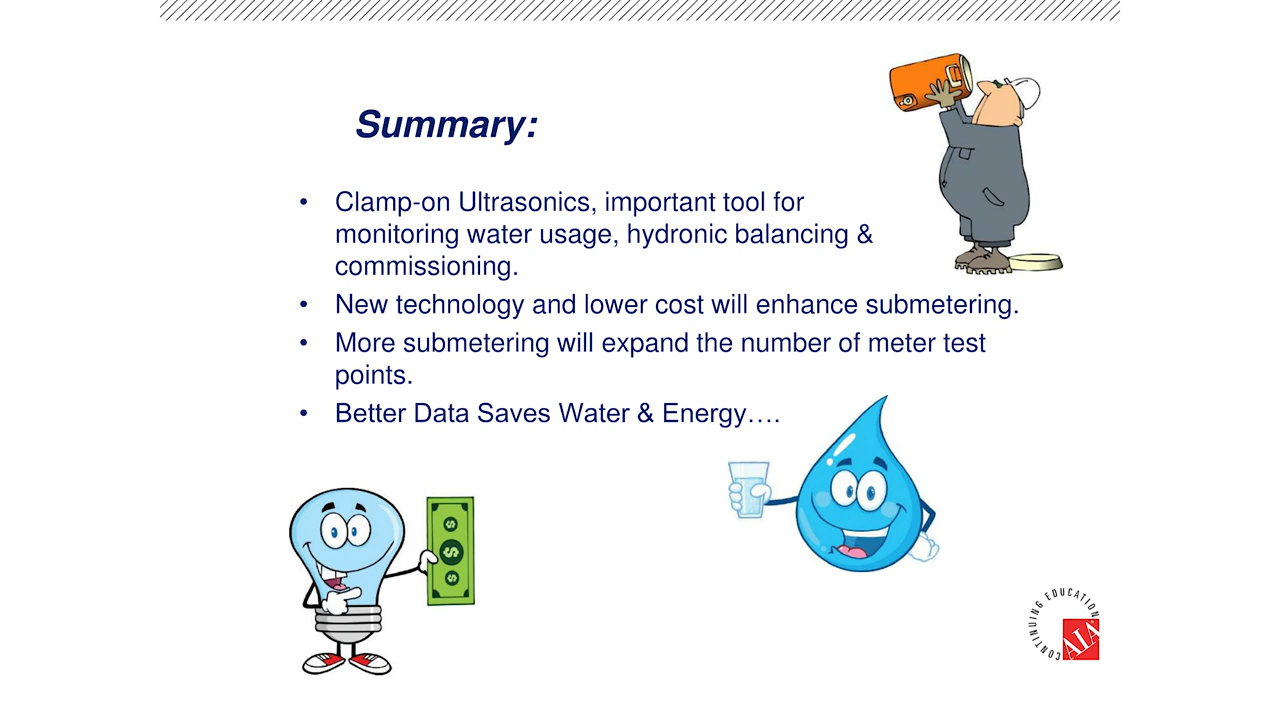 Summary:
• Clamp-on Ultrasonics, important tool for
monitoring water usage, hydronic balancing &
commissioning.
• New technology and lower cost will enhance submetering.
• More submetering will expand the number of meter test
points.
• Better Data Saves Water & Energy….
$
$
$
CONTINUING EDUCATION
AIA